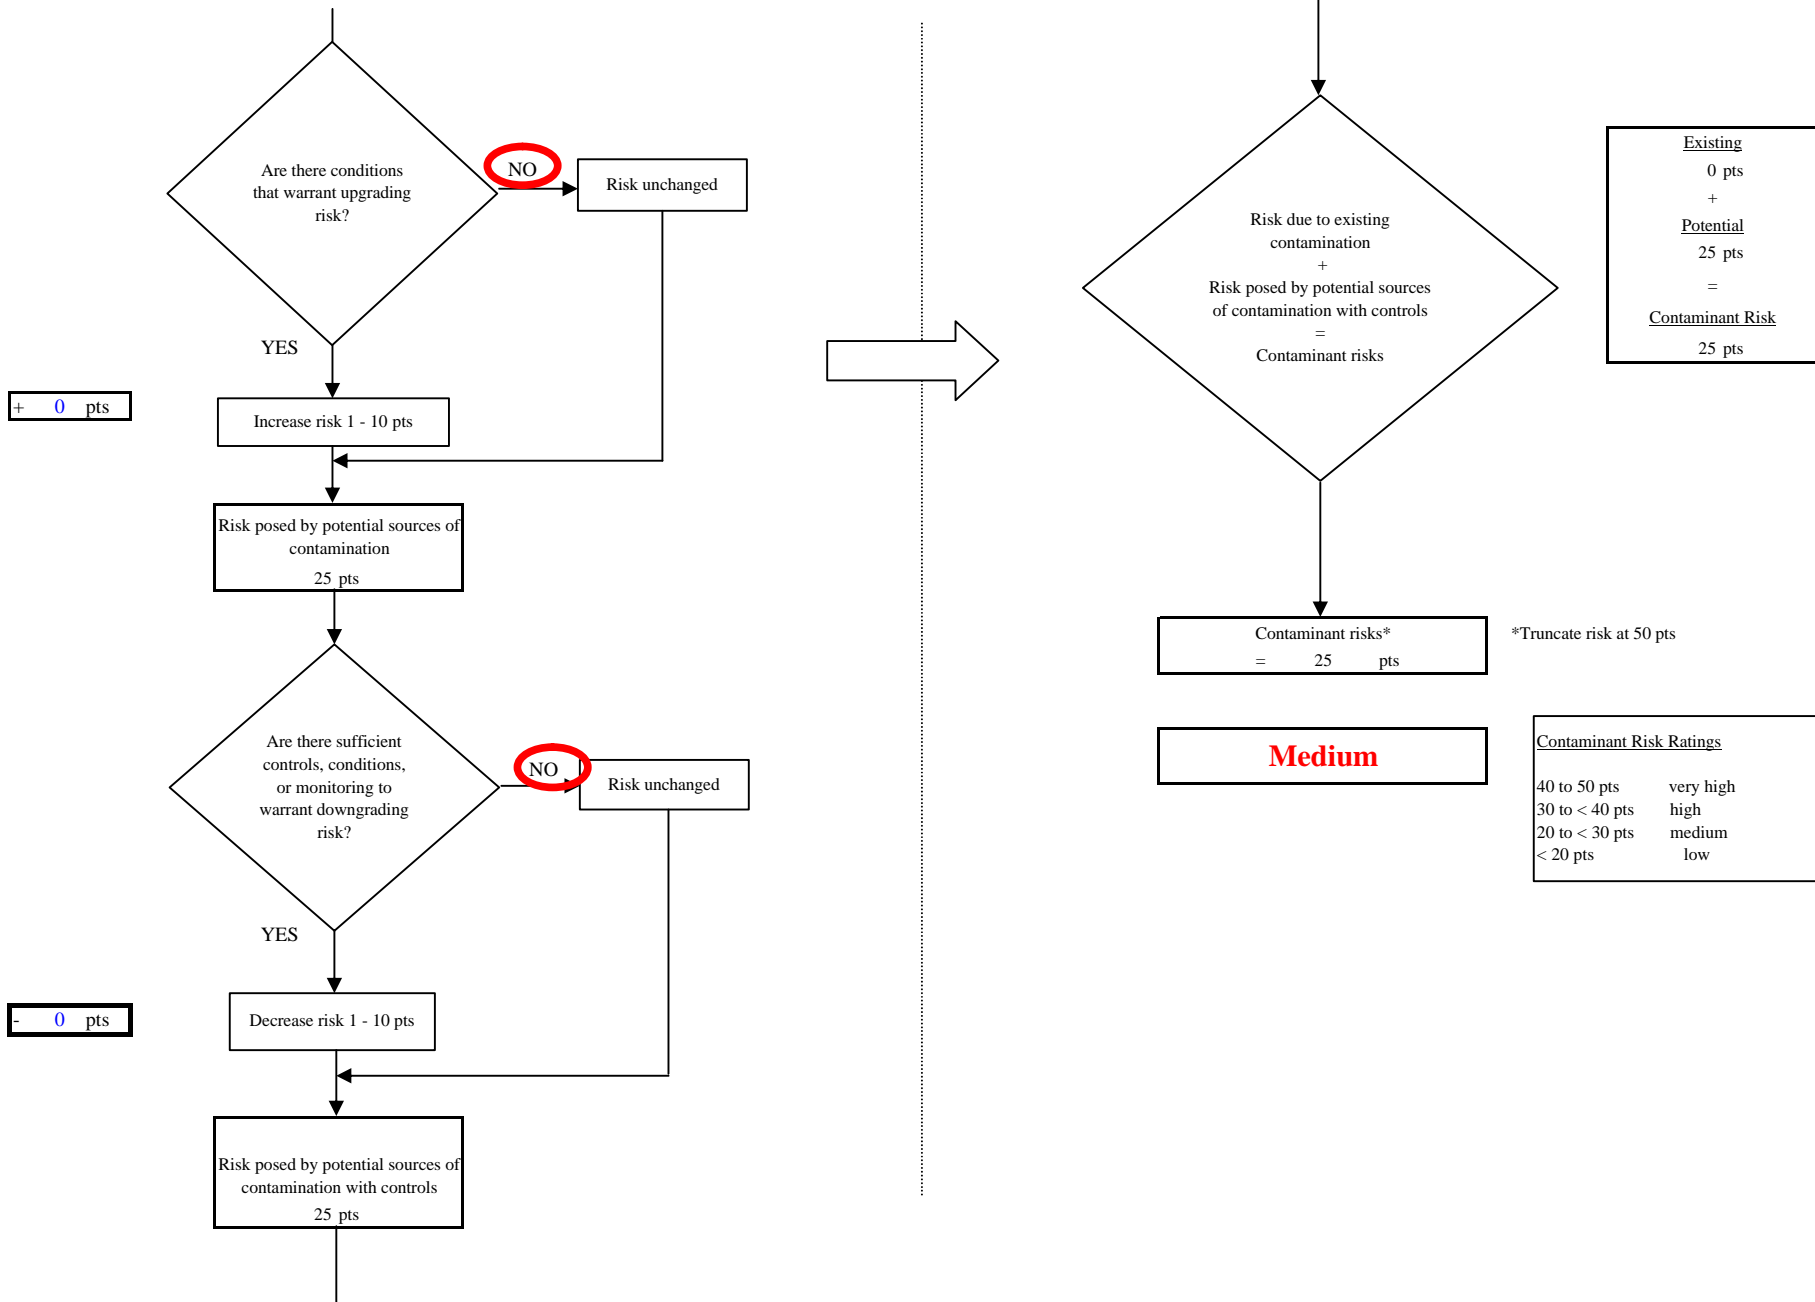 Are there conditions
that warrant upgrading
risk?
NO
Risk unchanged
YES
+ 0 pts
Increase risk 1 - 10 pts
Risk posed by potential sources of
contamination
25 pts
Are there sufficient
controls, conditions,
or monitoring to
warrant downgrading
risk?
NO
Risk unchanged
YES
- 0 pts
Decrease risk 1 - 10 pts
Risk posed by potential sources of
contamination with controls
25 pts
Risk due to existing
contamination
+
Risk posed by potential sources
of contamination with controls
=
Contaminant risks
Existing
0 pts
+
Potential
25 pts
=
Contaminant Risk
25 pts
Contaminant risks*
= 25 pts
*Truncate risk at 50 pts
Medium
Contaminant Risk Ratings
40 to 50 pts very high
30 to < 40 pts high
20 to < 30 pts medium
< 20 pts low